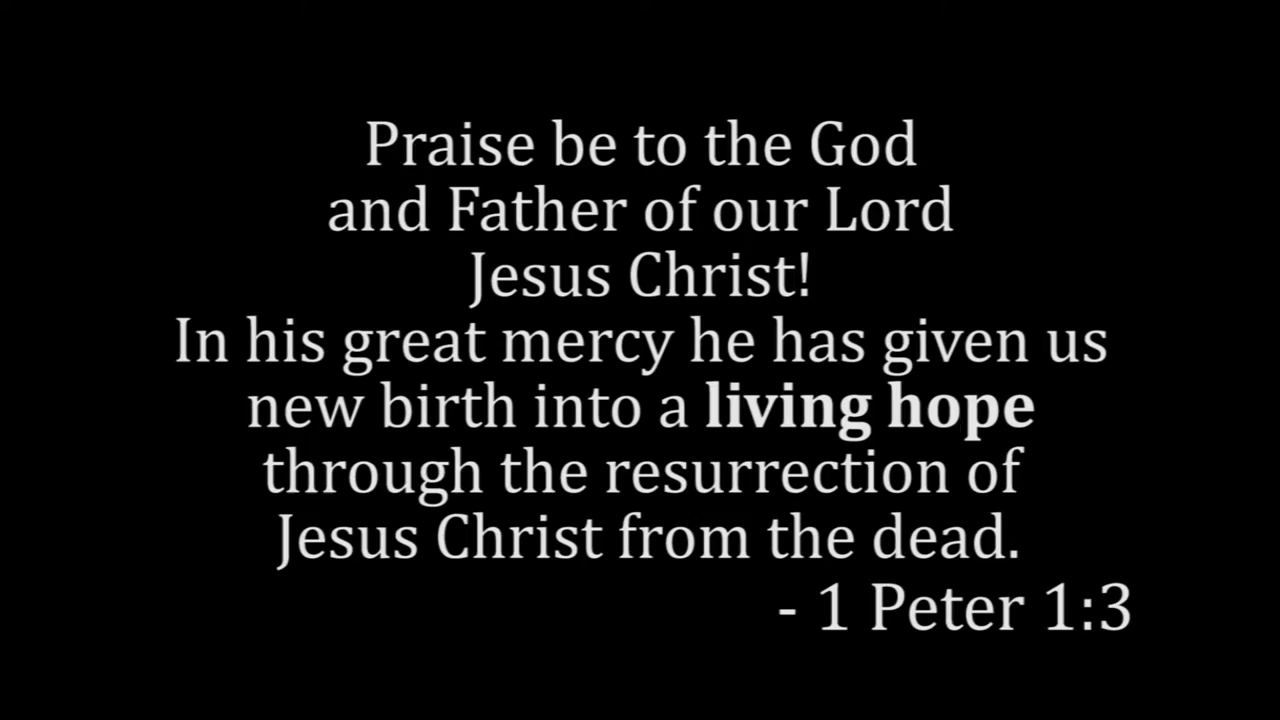 Praise be to the God
and Father of our Lord
Jesus Christ!
In his great mercy he has given us
new birth into a living hope
through the resurrection of
Jesus Christ from the dead.
- 1 Peter 1:3